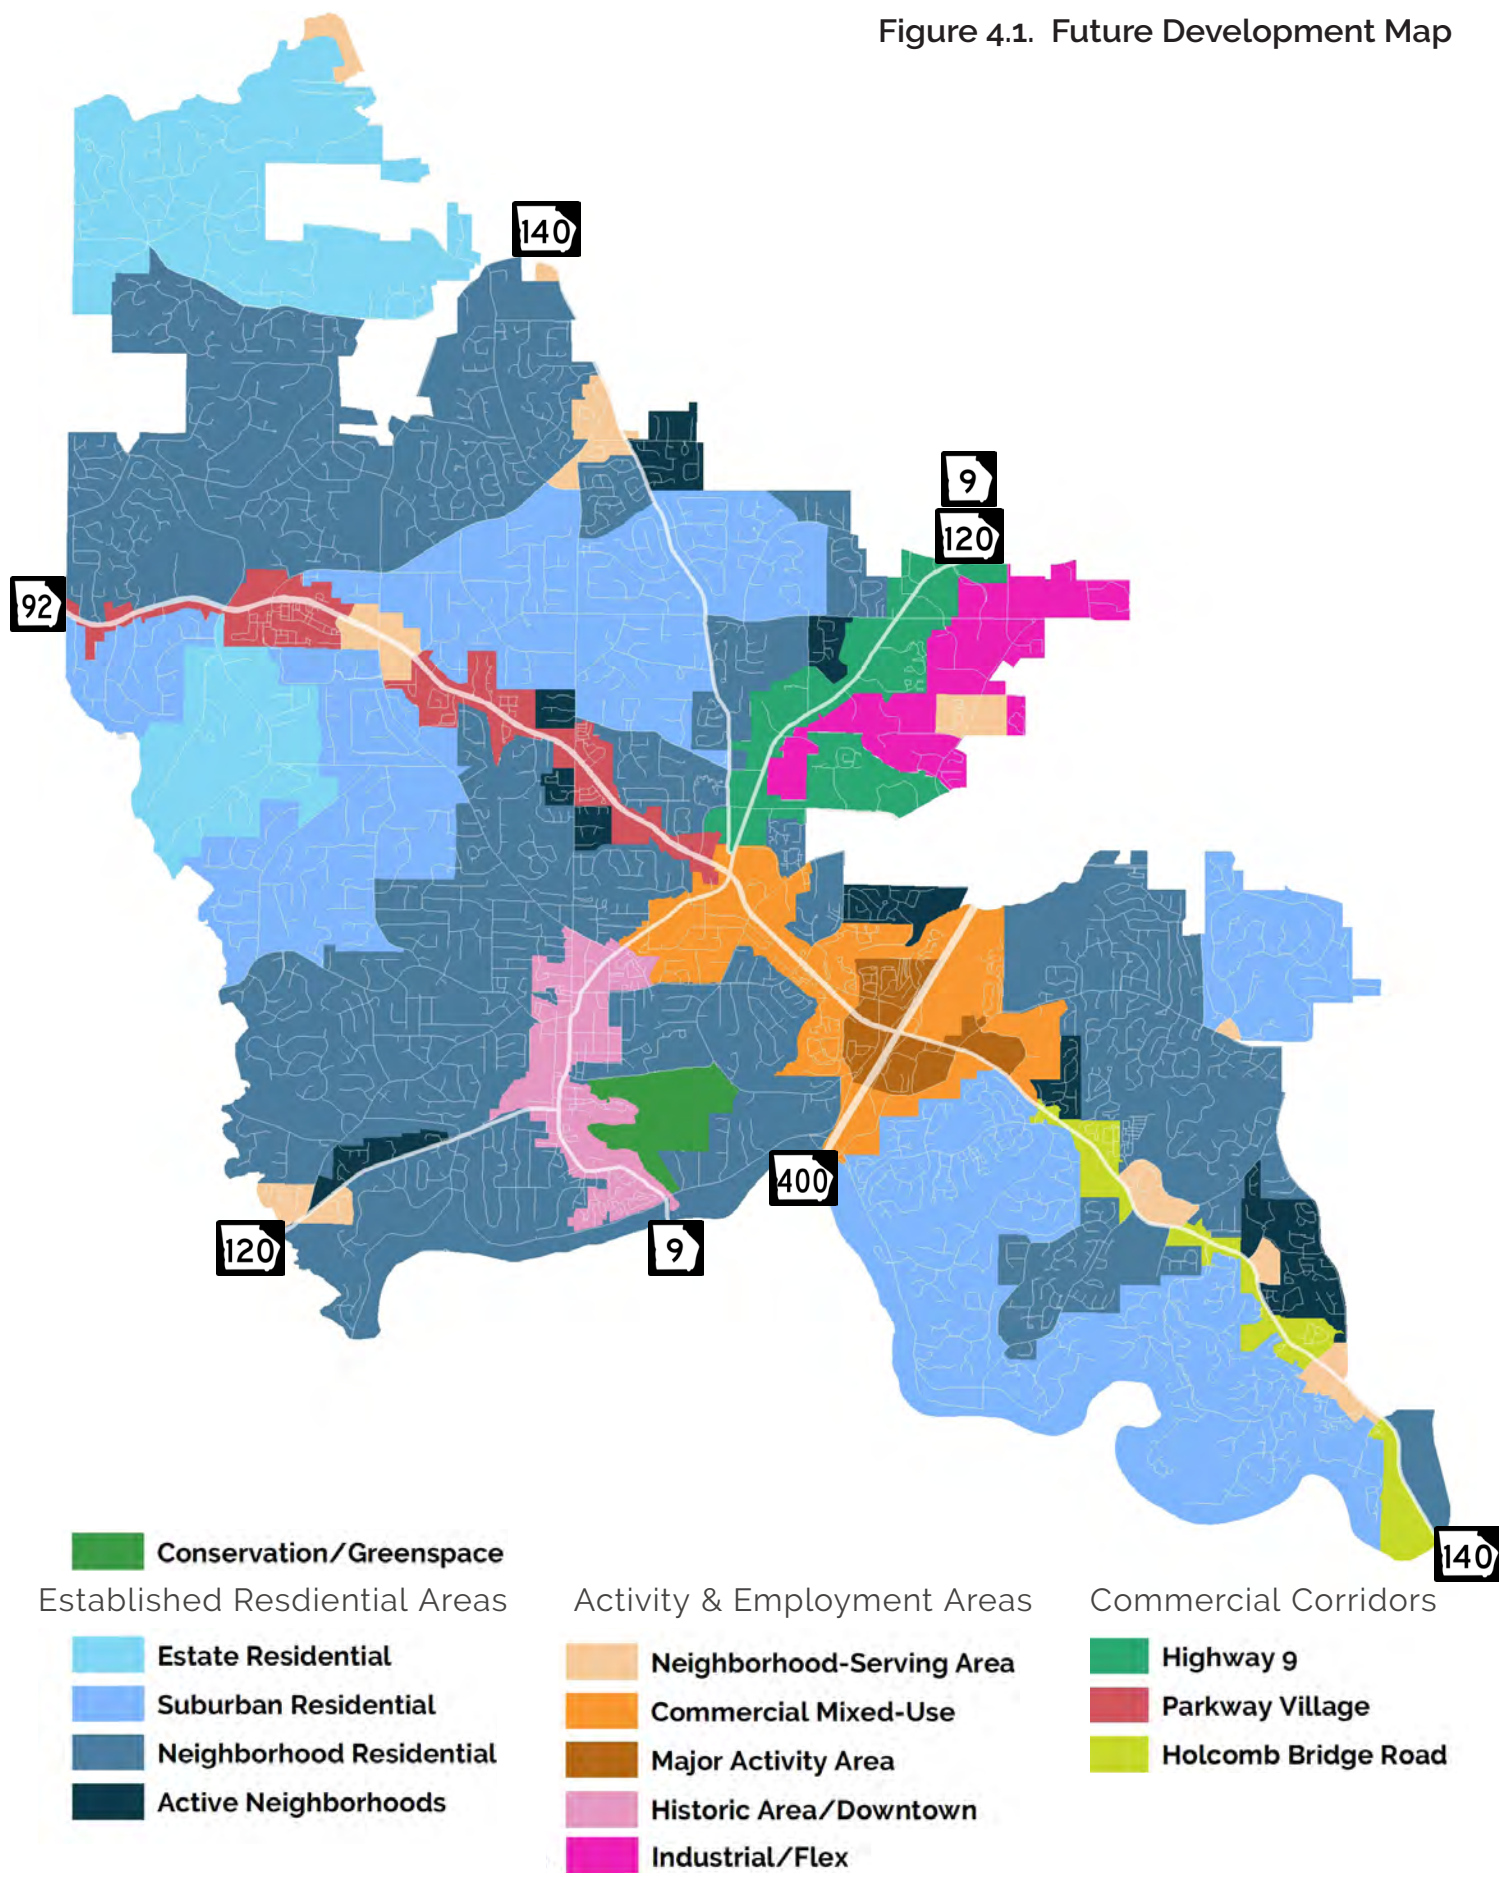 Figure 4.1. Future Development Map
140
9
120
92
400
120
9
140
Conservation/Greenspace
Established Resdiential Areas
Estate Residential
Suburban Residential
Neighborhood Residential
Active Neighborhoods
Activity & Employment Areas
Neighborhood-Serving Area
Commercial Mixed-Use
Major Activity Area
Historic Area/Downtown
Industrial/Flex
Commercial Corridors
Highway 9
Parkway Village
Holcomb Bridge Road